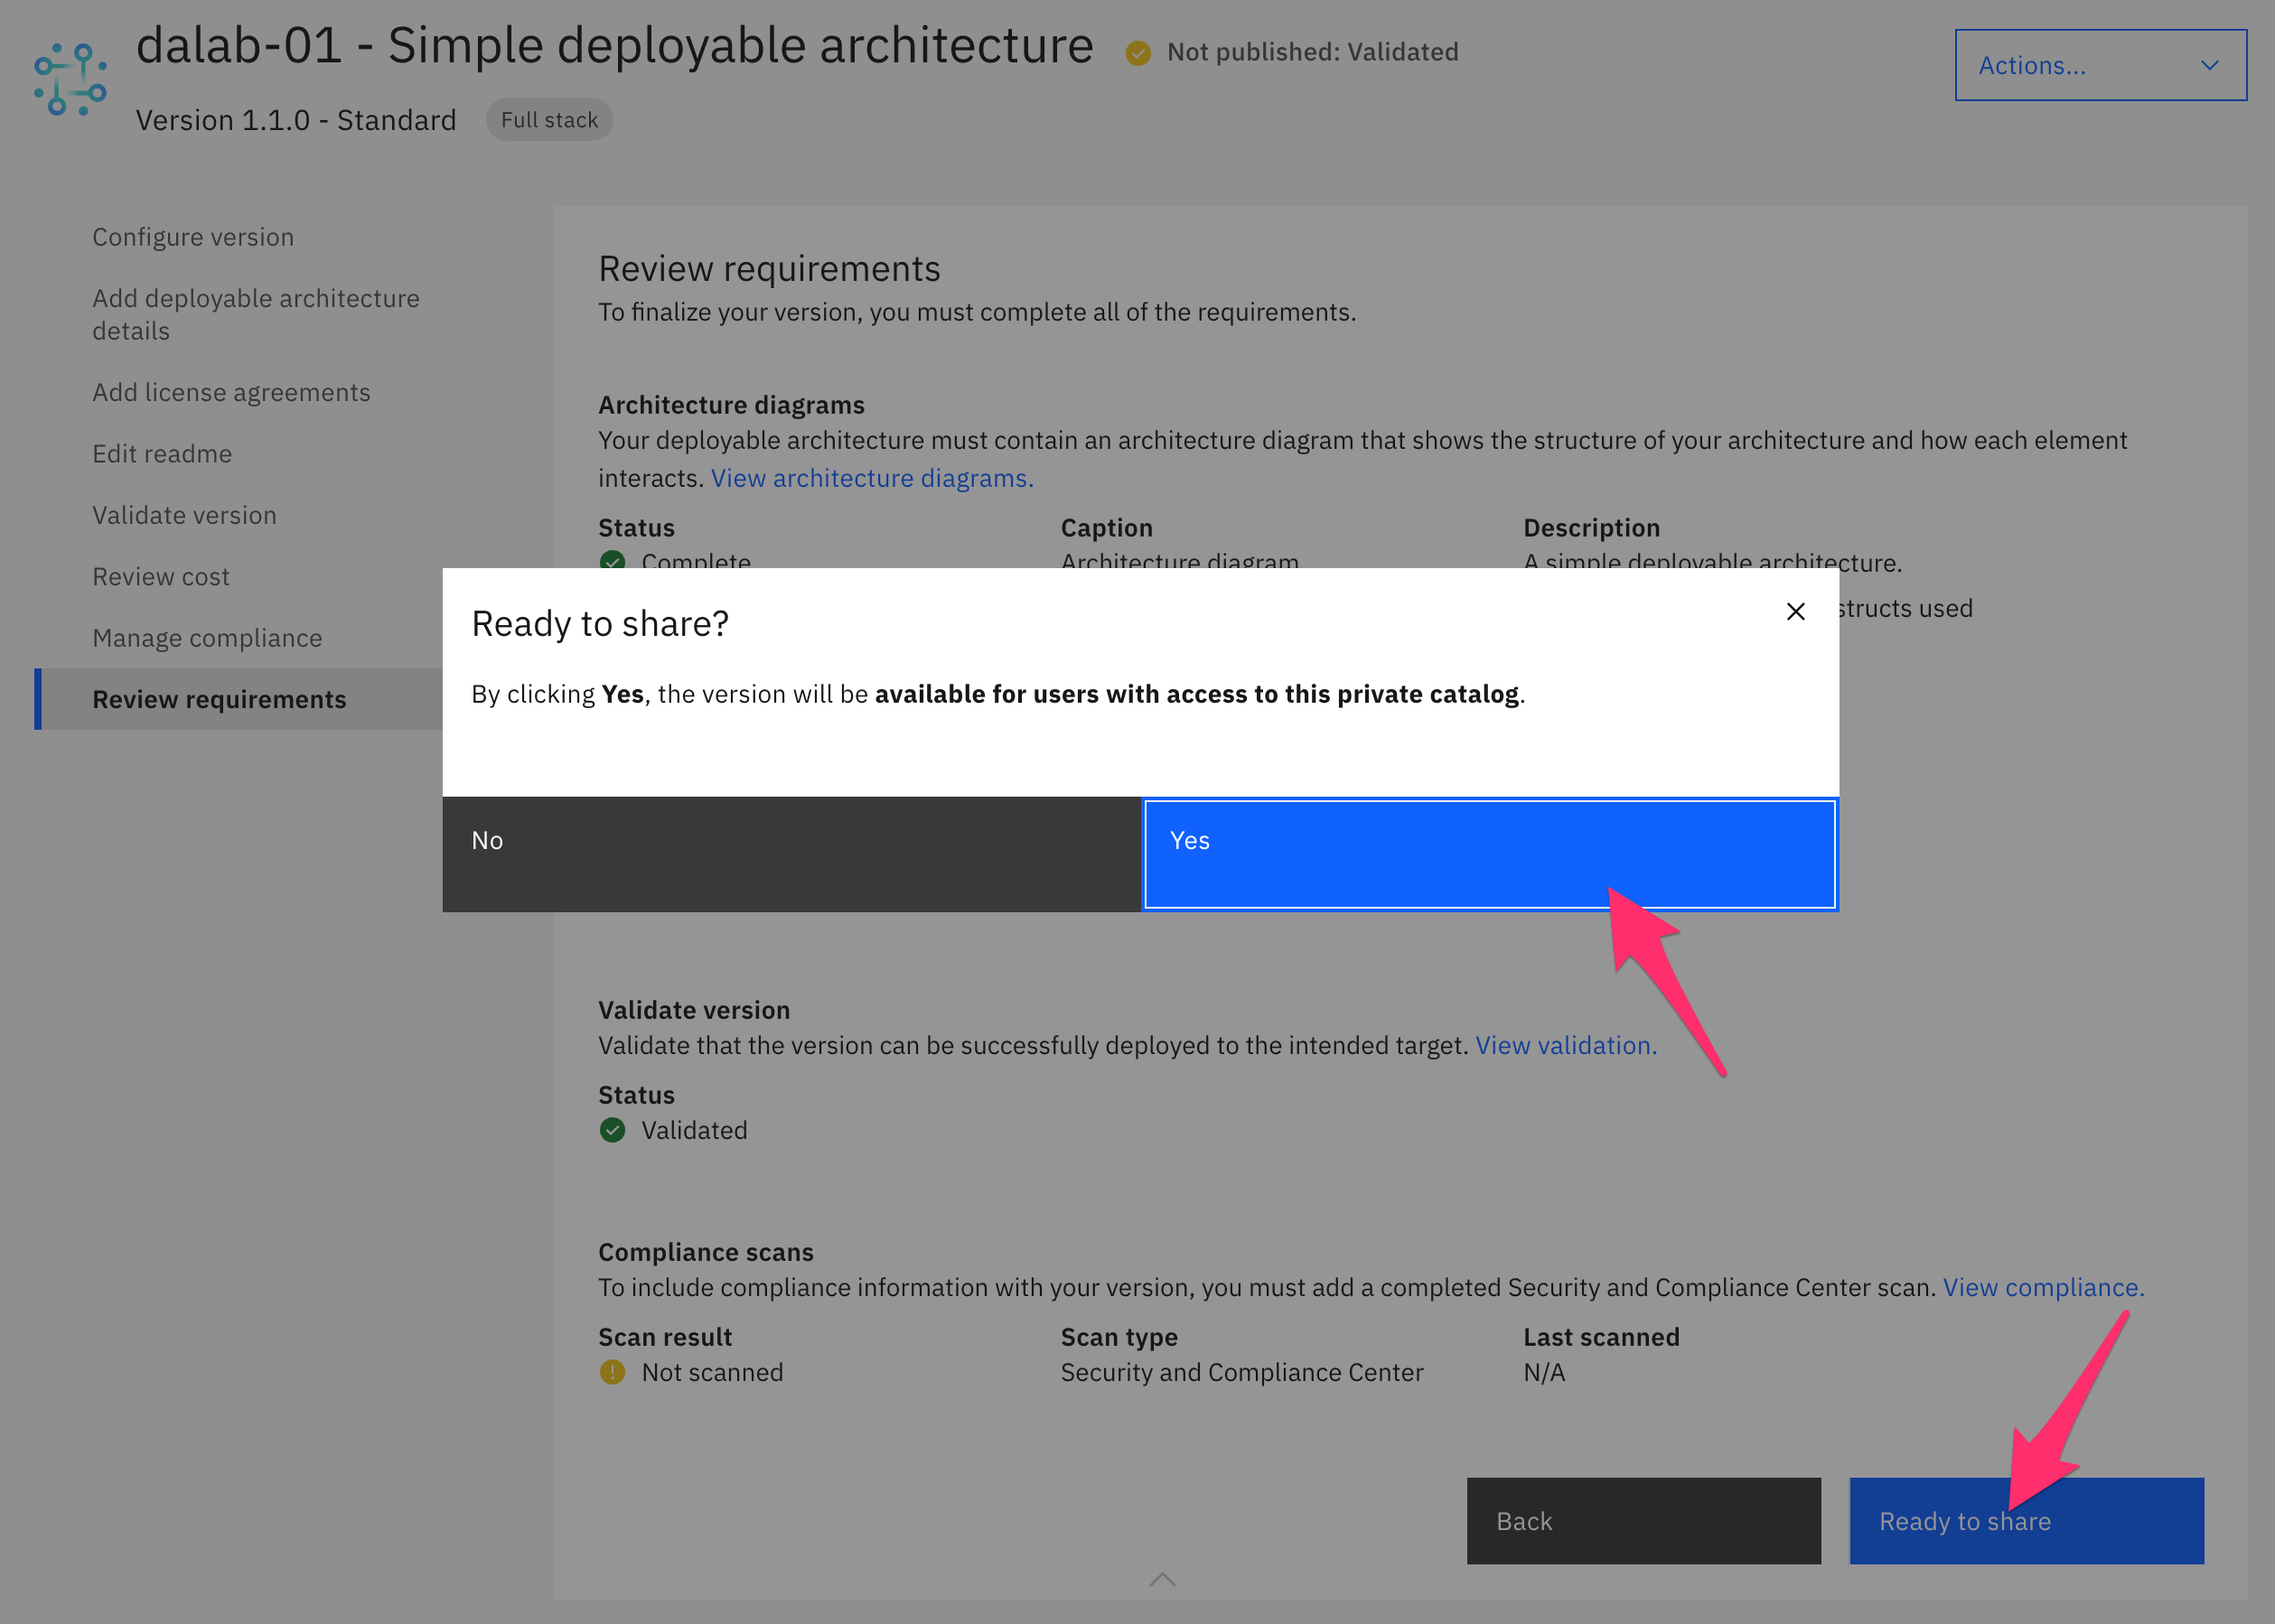 dalab-01 - Simple deployable architecture
Not published: Validated
Actions...
Version 1.1.0 - Standard
Full stack
Configure version
Add deployable architecture
details
Add license agreements
Edit readme
Validate version
Review cost
Manage compliance
Review requirements
Review requirements
To finalize your version, you must complete all of the requirements.
Architecture diagrams
Your deployable architecture must contain an architecture diagram that shows the structure of your architecture and how each element
interacts. View architecture diagrams.
Status
Caption
Description
Complete
Architecture diagram
A simple deployable architecture.
structs used
Ready to share?
By clicking Yes, the version will be available for users with access to this private catalog.
No
Yes
Validate version
Validate that the version can be successfully deployed to the intended target. View validation.
Status
Validated
Compliance scans
To include compliance information with your version, you must add a completed Security and Compliance Center scan. View compliance.
Scan result
Scan type
Last scanned
Not scanned
Security and Compliance Center
N/A
Back
Ready to share